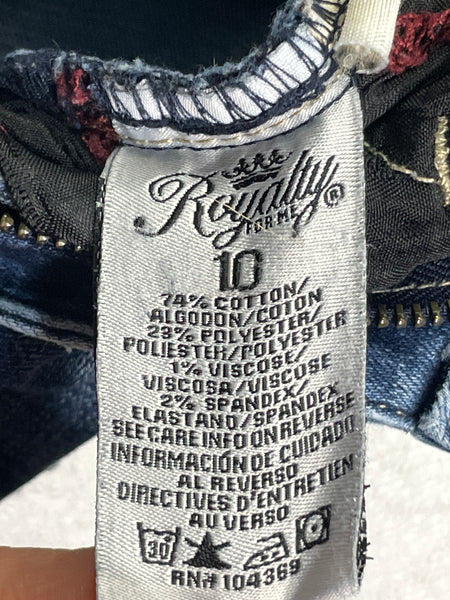 Royalty®
FOR ME
10
74% COTTON/
ALGODON/COTON
23% POLYESTER/
POLIESTER/POLYESTER
1% VISCOSE/
VISCOSA/VISCOSE
2% SPANDEX/
ELASTANO/SPANDEX
SEE CARE INFO ON REVERSE
INFORMACIÓN DE CUIDADO
AL REVERSO
DIRECTIVES D'ENTRETIEN
AU VERSO
30
RN# 104369